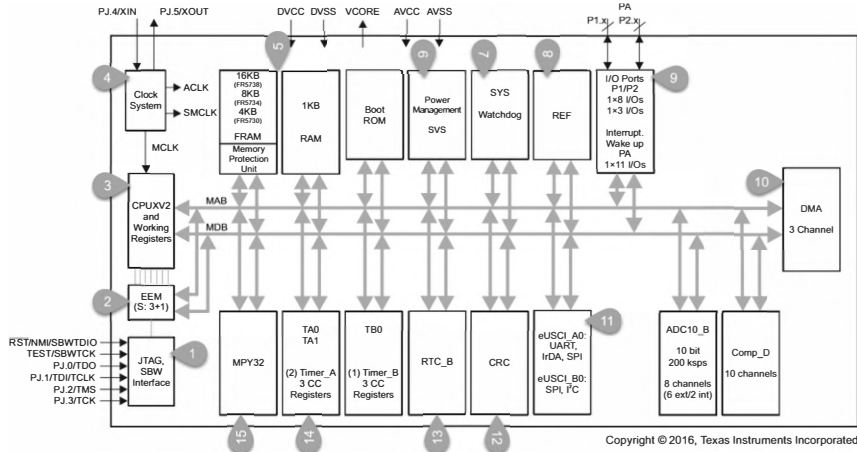 PJ.4/XIN
PJ.5/XOUT
DVCC
DVSS
VCORE
AVCC
AVSS
PA
P1.x
P2.x
4
Clock
System
ACLK
SMCLK
MCLK
5
16KB
(FR5738)
8KB
(FR5734)
4KB
(FR5730)
FRAM
Memory
Protection
Unit
1KB
RAM
Boot
ROM
6
Power
Management
SVS
7
SYS
Watchdog
8
REF
9
I/O Ports
P1/P2
1×8 I/Os
1×3 I/Os
Interrupt.
Wake up
PA
1×11 I/Os
3
CPUXV2
and
Working
Registers
MAB
MDB
10
DMA
3 Channel
2
EEM
(S: 3+1)
RST/NMI/SBWTDIO
TEST/SBWTCK
PJ.0/TDO
PJ.1/TDI/TCLK
PJ.2/TMS
PJ.3/TCK
1
JTAG,
SBW
Interface
MPY32
15
TA0
TA1
(2) Timer_A
3 CC
Registers
14
TB0
(1) Timer_B
3 CC
Registers
RTC_B
13
CRC
12
11
eUSCI_A0:
UART,
IrDA, SPI
eUSCI_B0:
SPI, I²C
ADC10_B
10 bit
200 ksps
8 channels
(6 ext/2 int)
Comp_D
10 channels
Copyright © 2016, Texas Instruments Incorporated